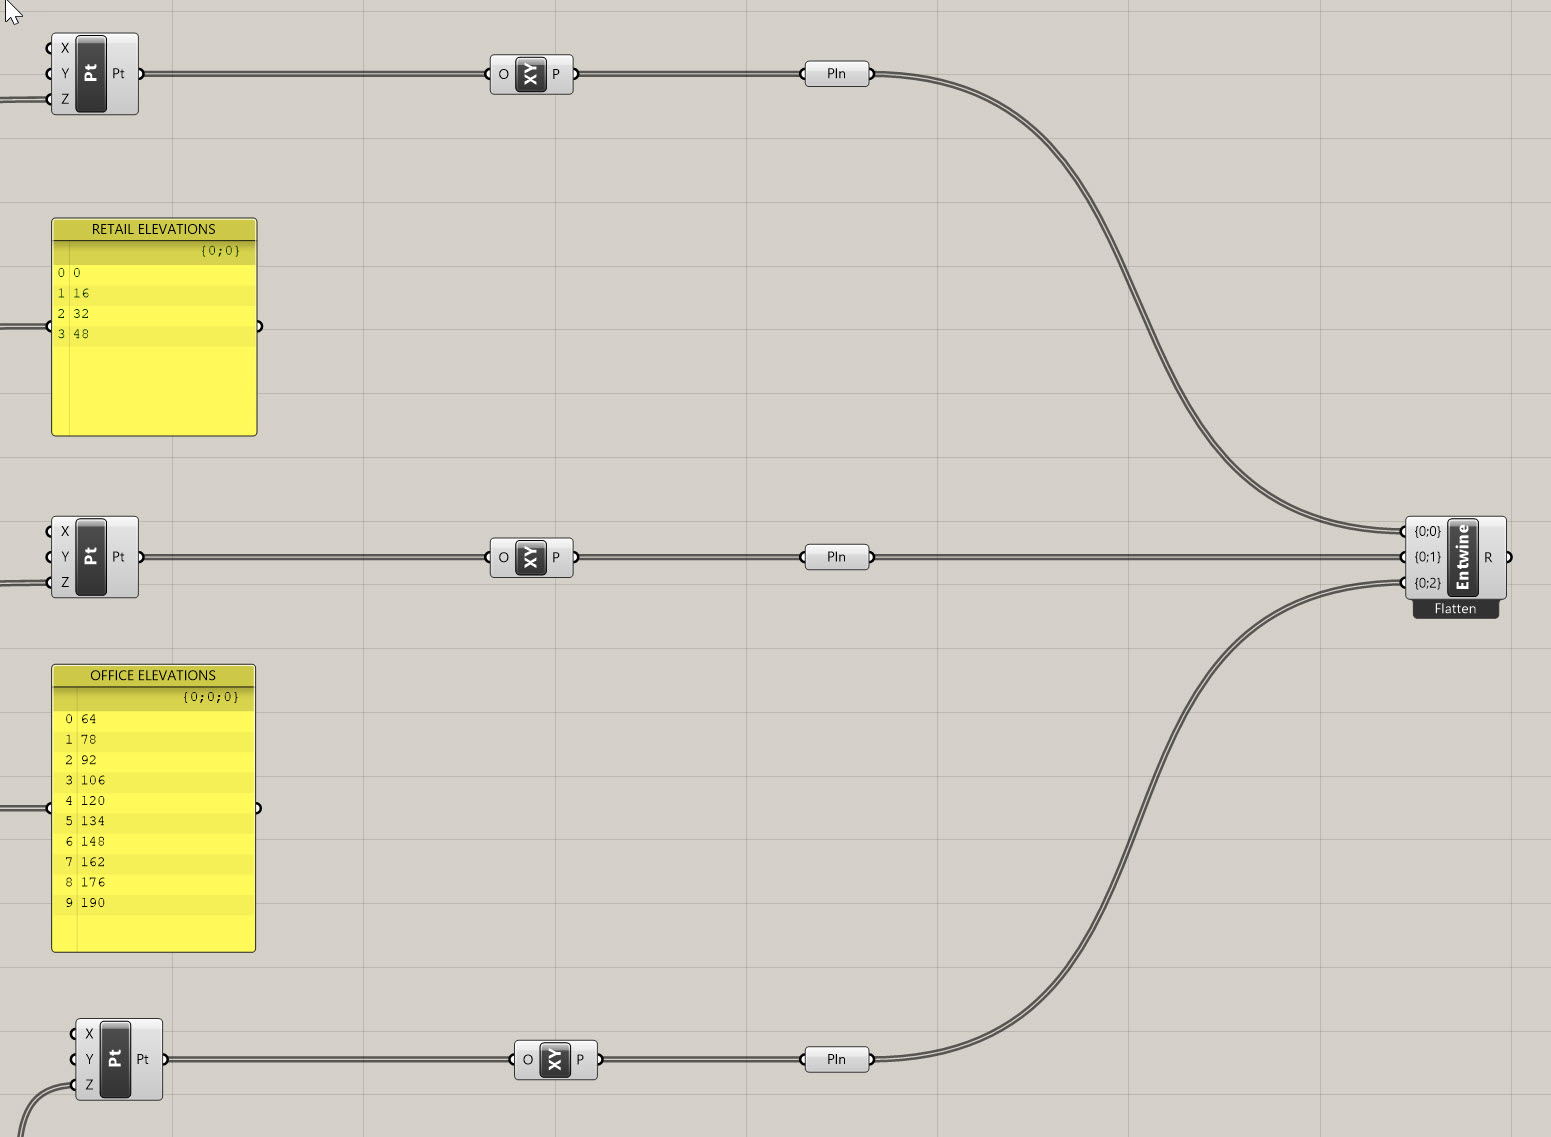 X
Y
Z
Pt
Pt
O
XY
P
Pln
RETAIL ELEVATIONS
{0;0}
0 0
1 16
2 32
3 48
X
Y
Z
Pt
Pt
O
XY
P
Pln
{0;0}
{0;1}
{0;2}
Entwine
R
Flatten
OFFICE ELEVATIONS
{0;0;0}
0 64
1 78
2 92
3 106
4 120
5 134
6 148
7 162
8 176
9 190
X
Y
Z
Pt
Pt
O
XY
P
Pln